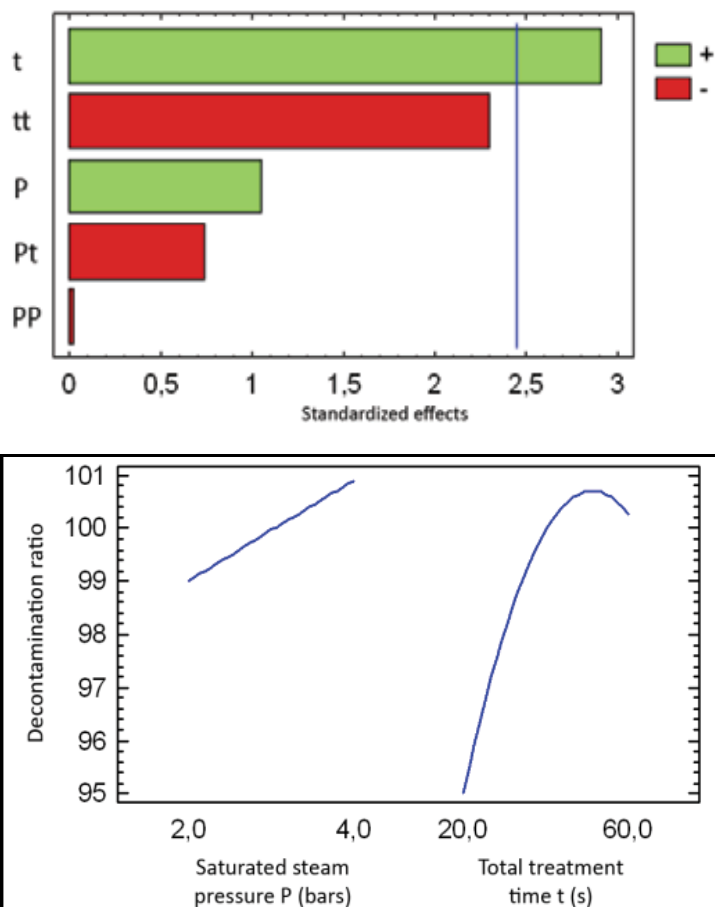 t
+
-
tt
P
Pt
PP
0 0,5 1 1,5 2 2,5 3
Standardized effects
101
100
99
98
97
96
95
Decontamination ratio
2,0 4,0 20,0 60,0
Saturated steam Total treatment
pressure P (bars) time t (s)